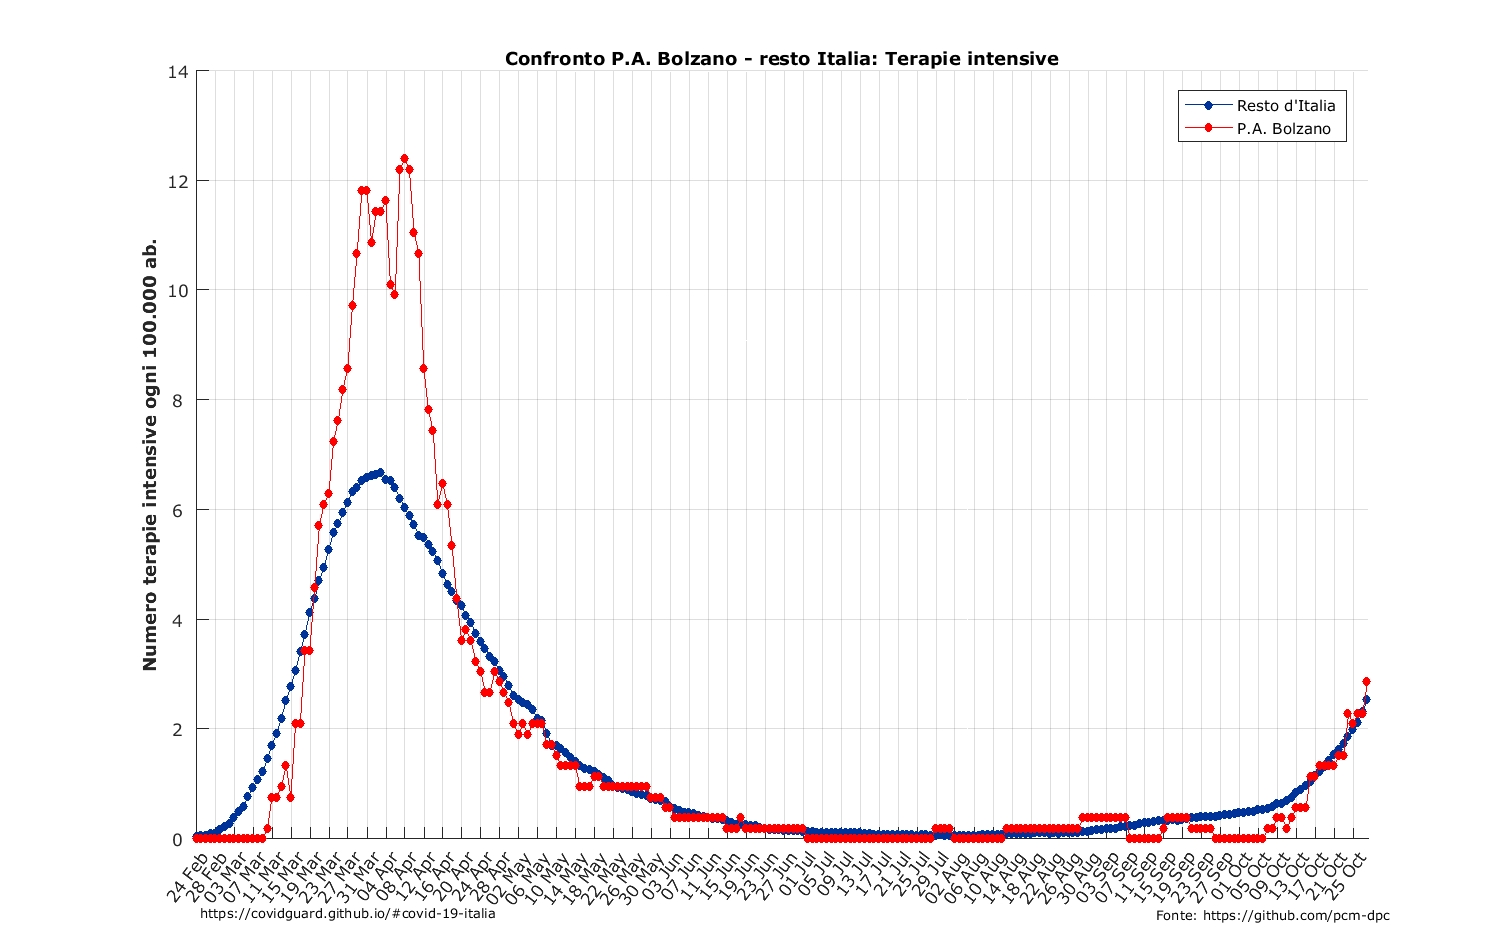 Confronto P.A. Bolzano - resto Italia: Terapie intensive
Resto d'Italia
P.A. Bolzano
Numero terapie intensive ogni 100.000 ab.
14
12
10
8
6
4
2
0
24 Feb
28 Feb
03 Mar
07 Mar
11 Mar
15 Mar
19 Mar
23 Mar
27 Mar
31 Mar
04 Apr
08 Apr
12 Apr
16 Apr
20 Apr
24 Apr
28 Apr
02 May
06 May
10 May
14 May
18 May
22 May
26 May
30 May
03 Jun
07 Jun
11 Jun
15 Jun
19 Jun
23 Jun
27 Jun
01 Jul
05 Jul
09 Jul
13 Jul
17 Jul
21 Jul
25 Jul
29 Jul
02 Aug
06 Aug
10 Aug
14 Aug
18 Aug
22 Aug
26 Aug
30 Aug
03 Sep
07 Sep
11 Sep
15 Sep
19 Sep
23 Sep
27 Sep
01 Oct
05 Oct
09 Oct
13 Oct
17 Oct
21 Oct
25 Oct
https://covidguard.github.io/#covid-19-italia
Fonte: https://github.com/pcm-dpc